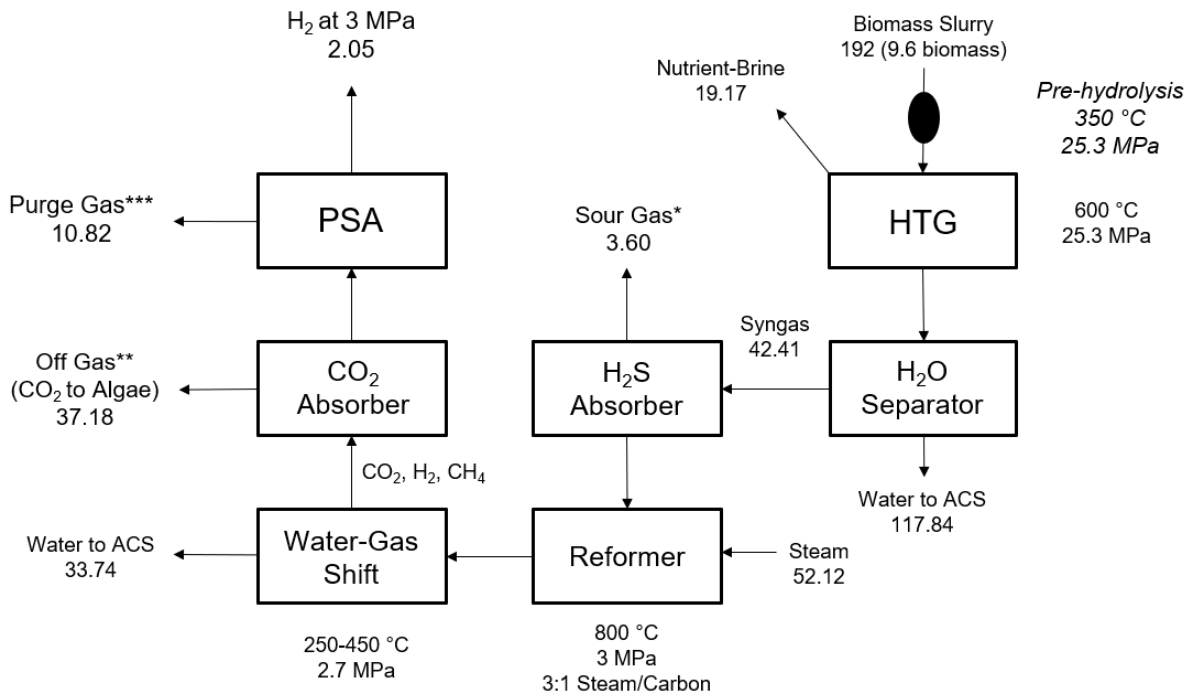 H₂ at 3 MPa
2.05
Biomass Slurry
192 (9.6 biomass)
Nutrient-Brine
19.17
Pre-hydrolysis
350 °C
25.3 MPa
Purge Gas***
10.82
PSA
Sour Gas*
3.60
HTG
600 °C
25.3 MPa
Off Gas**
(CO₂ to Algae)
37.18
CO₂
Absorber
H₂S
Absorber
Syngas
42.41
H₂O
Separator
CO₂, H₂, CH₄
Water to ACS
117.84
Water to ACS
33.74
Water-Gas
Shift
Reformer
Steam
52.12
250-450 °C
2.7 MPa
800 °C
3 MPa
3:1 Steam/Carbon